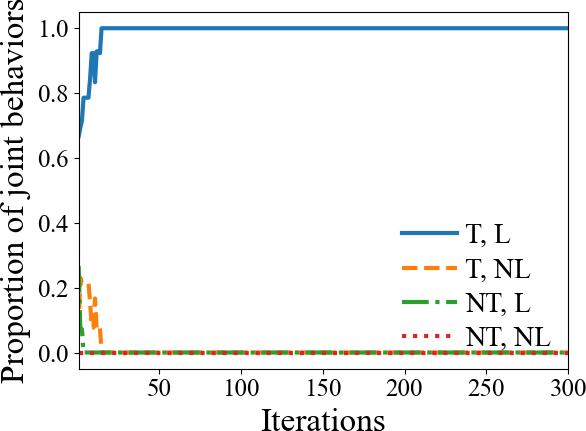 Proportion of joint behaviors
1.0
0.8
0.6
0.4
0.2
0.0
T, L
T, NL
NT, L
NT, NL
50
100
150
200
250
300
Iterations